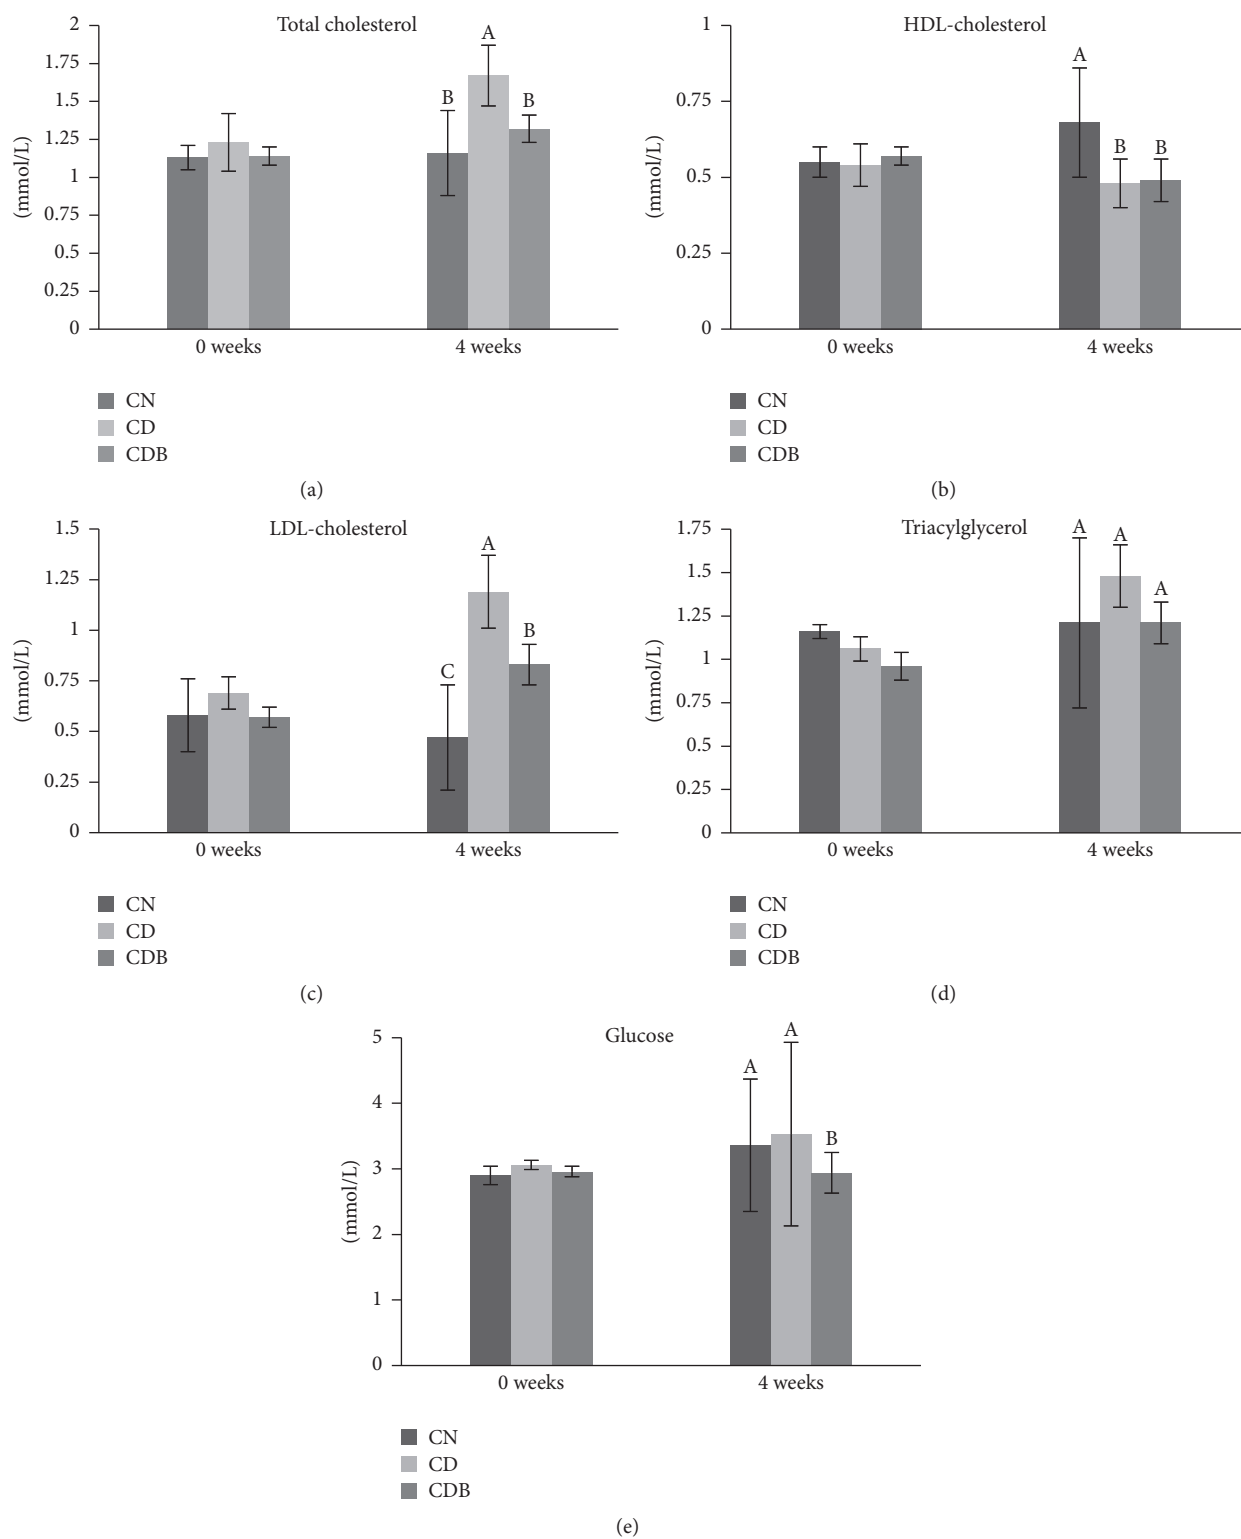 Total cholesterol
2
1.75
1.5
1.25
1
0.75
0.5
0.25
0
(mmol/L)
B
A
B
0 weeks
4 weeks
CN
CD
CDB
(a)
HDL-cholesterol
1
0.75
0.5
0.25
0
(mmol/L)
A
B
B
0 weeks
4 weeks
CN
CD
CDB
(b)
LDL-cholesterol
1.5
1.25
1
0.75
0.5
0.25
0
(mmol/L)
C
A
B
0 weeks
4 weeks
CN
CD
CDB
(c)
Triacylglycerol
1.75
1.5
1.25
1
0.75
0.5
0.25
0
(mmol/L)
A
A
A
0 weeks
4 weeks
CN
CD
CDB
(d)
Glucose
5
4
3
2
1
0
(mmol/L)
A
A
B
0 weeks
4 weeks
CN
CD
CDB
(e)